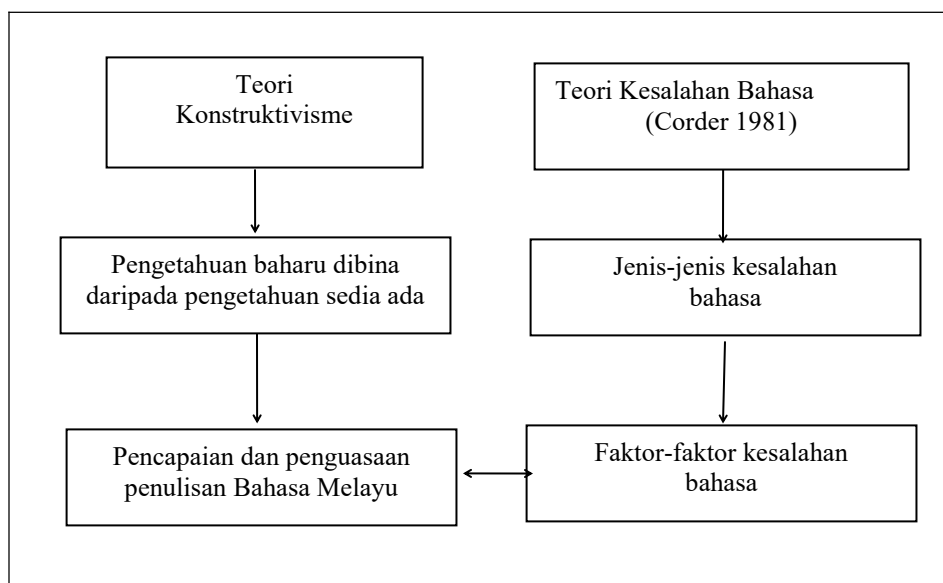 Teori
Konstruktivisme
Teori Kesalahan Bahasa
(Corder 1981)
Pengetahuan baharu dibina
daripada pengetahuan sedia ada
Jenis-jenis kesalahan
bahasa
Pencapaian dan penguasaan
penulisan Bahasa Melayu
Faktor-faktor kesalahan
bahasa